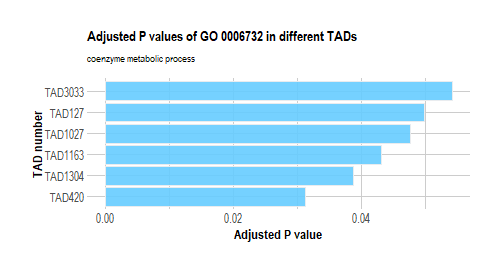 Adjusted P values of GO 0006732 in different TADs
coenzyme metabolic process
TAD number
TAD3033
TAD127
TAD1027
TAD1163
TAD1304
TAD420
0.00 0.02 0.04
Adjusted P value